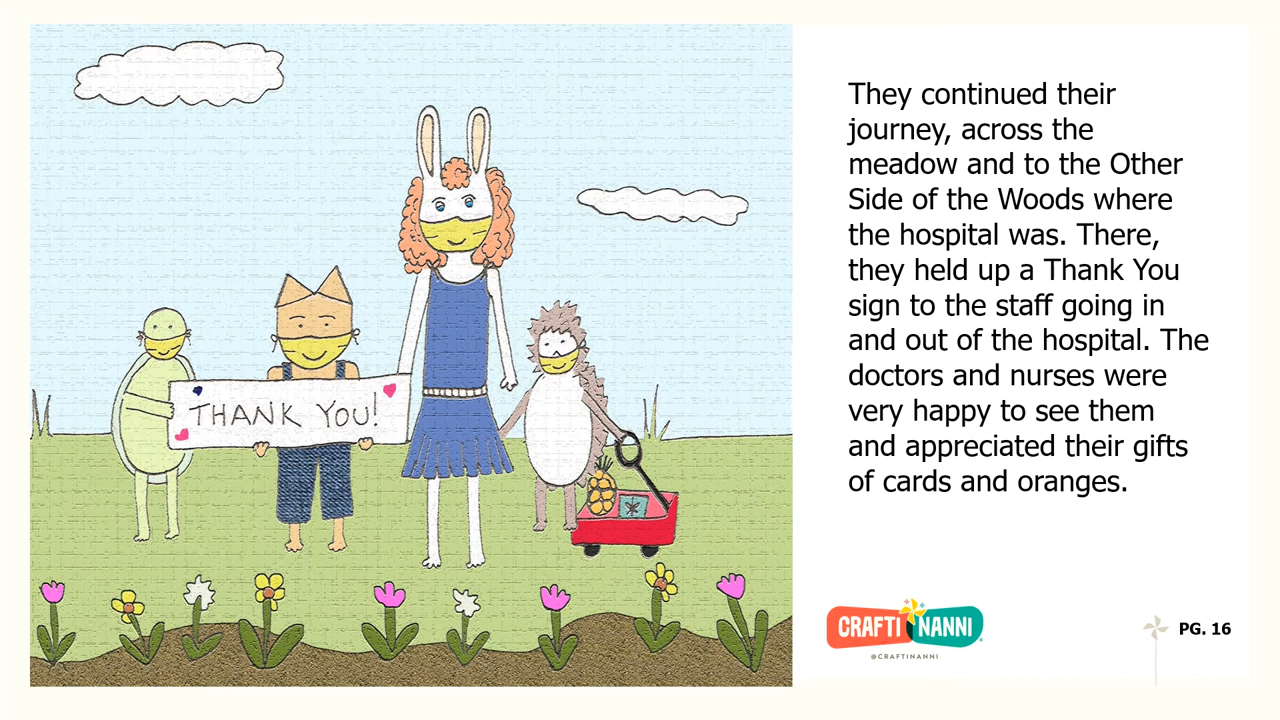 THANK YOU!
They continued their
journey, across the
meadow and to the Other
Side of the Woods where
the hospital was. There,
they held up a Thank You
sign to the staff going in
and out of the hospital. The
doctors and nurses were
very happy to see them
and appreciated their gifts
of cards and oranges.
CRAFTI NANNI
@CRAFTINANNI
PG. 16